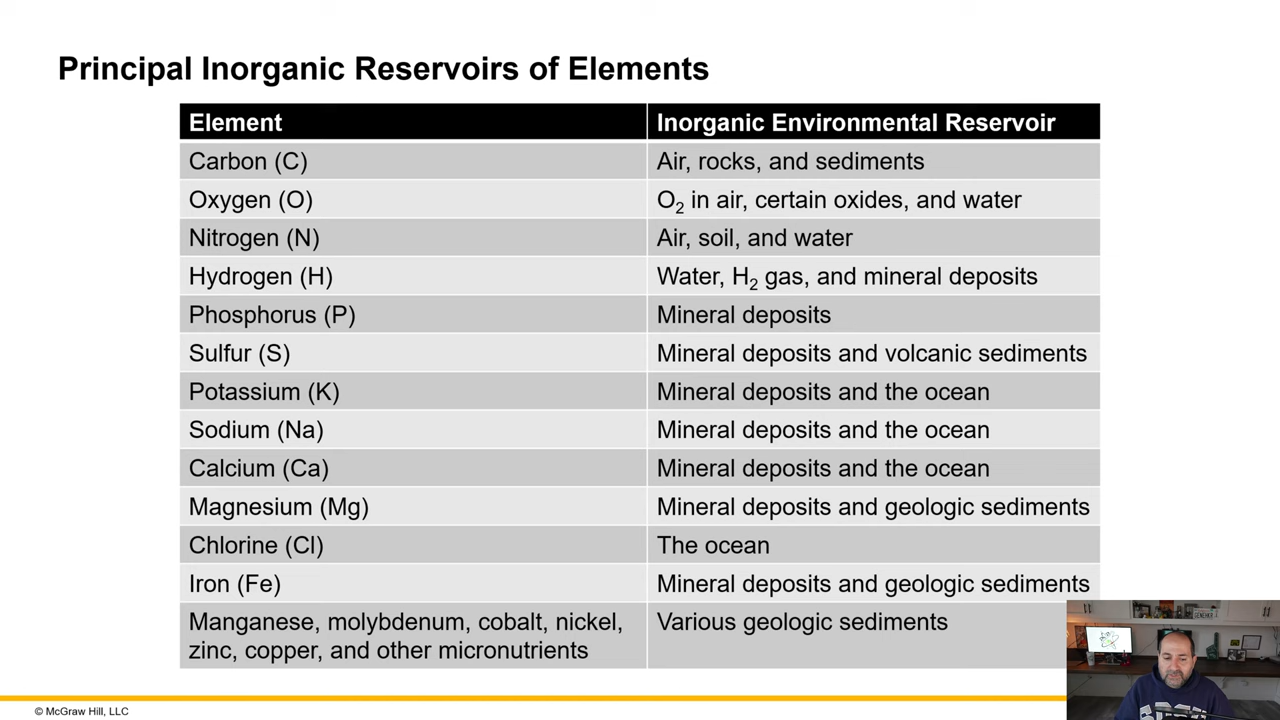 Principal Inorganic Reservoirs of Elements
Element Inorganic Environmental Reservoir
Carbon (C) Air, rocks, and sediments
Oxygen (O) O₂ in air, certain oxides, and water
Nitrogen (N) Air, soil, and water
Hydrogen (H) Water, H₂ gas, and mineral deposits
Phosphorus (P) Mineral deposits
Sulfur (S) Mineral deposits and volcanic sediments
Potassium (K) Mineral deposits and the ocean
Sodium (Na) Mineral deposits and the ocean
Calcium (Ca) Mineral deposits and the ocean
Magnesium (Mg) Mineral deposits and geologic sediments
Chlorine (Cl) The ocean
Iron (Fe) Mineral deposits and geologic sediments
Manganese, molybdenum, cobalt, nickel, Various geologic sediments
zinc, copper, and other micronutrients
© McGraw Hill, LLC